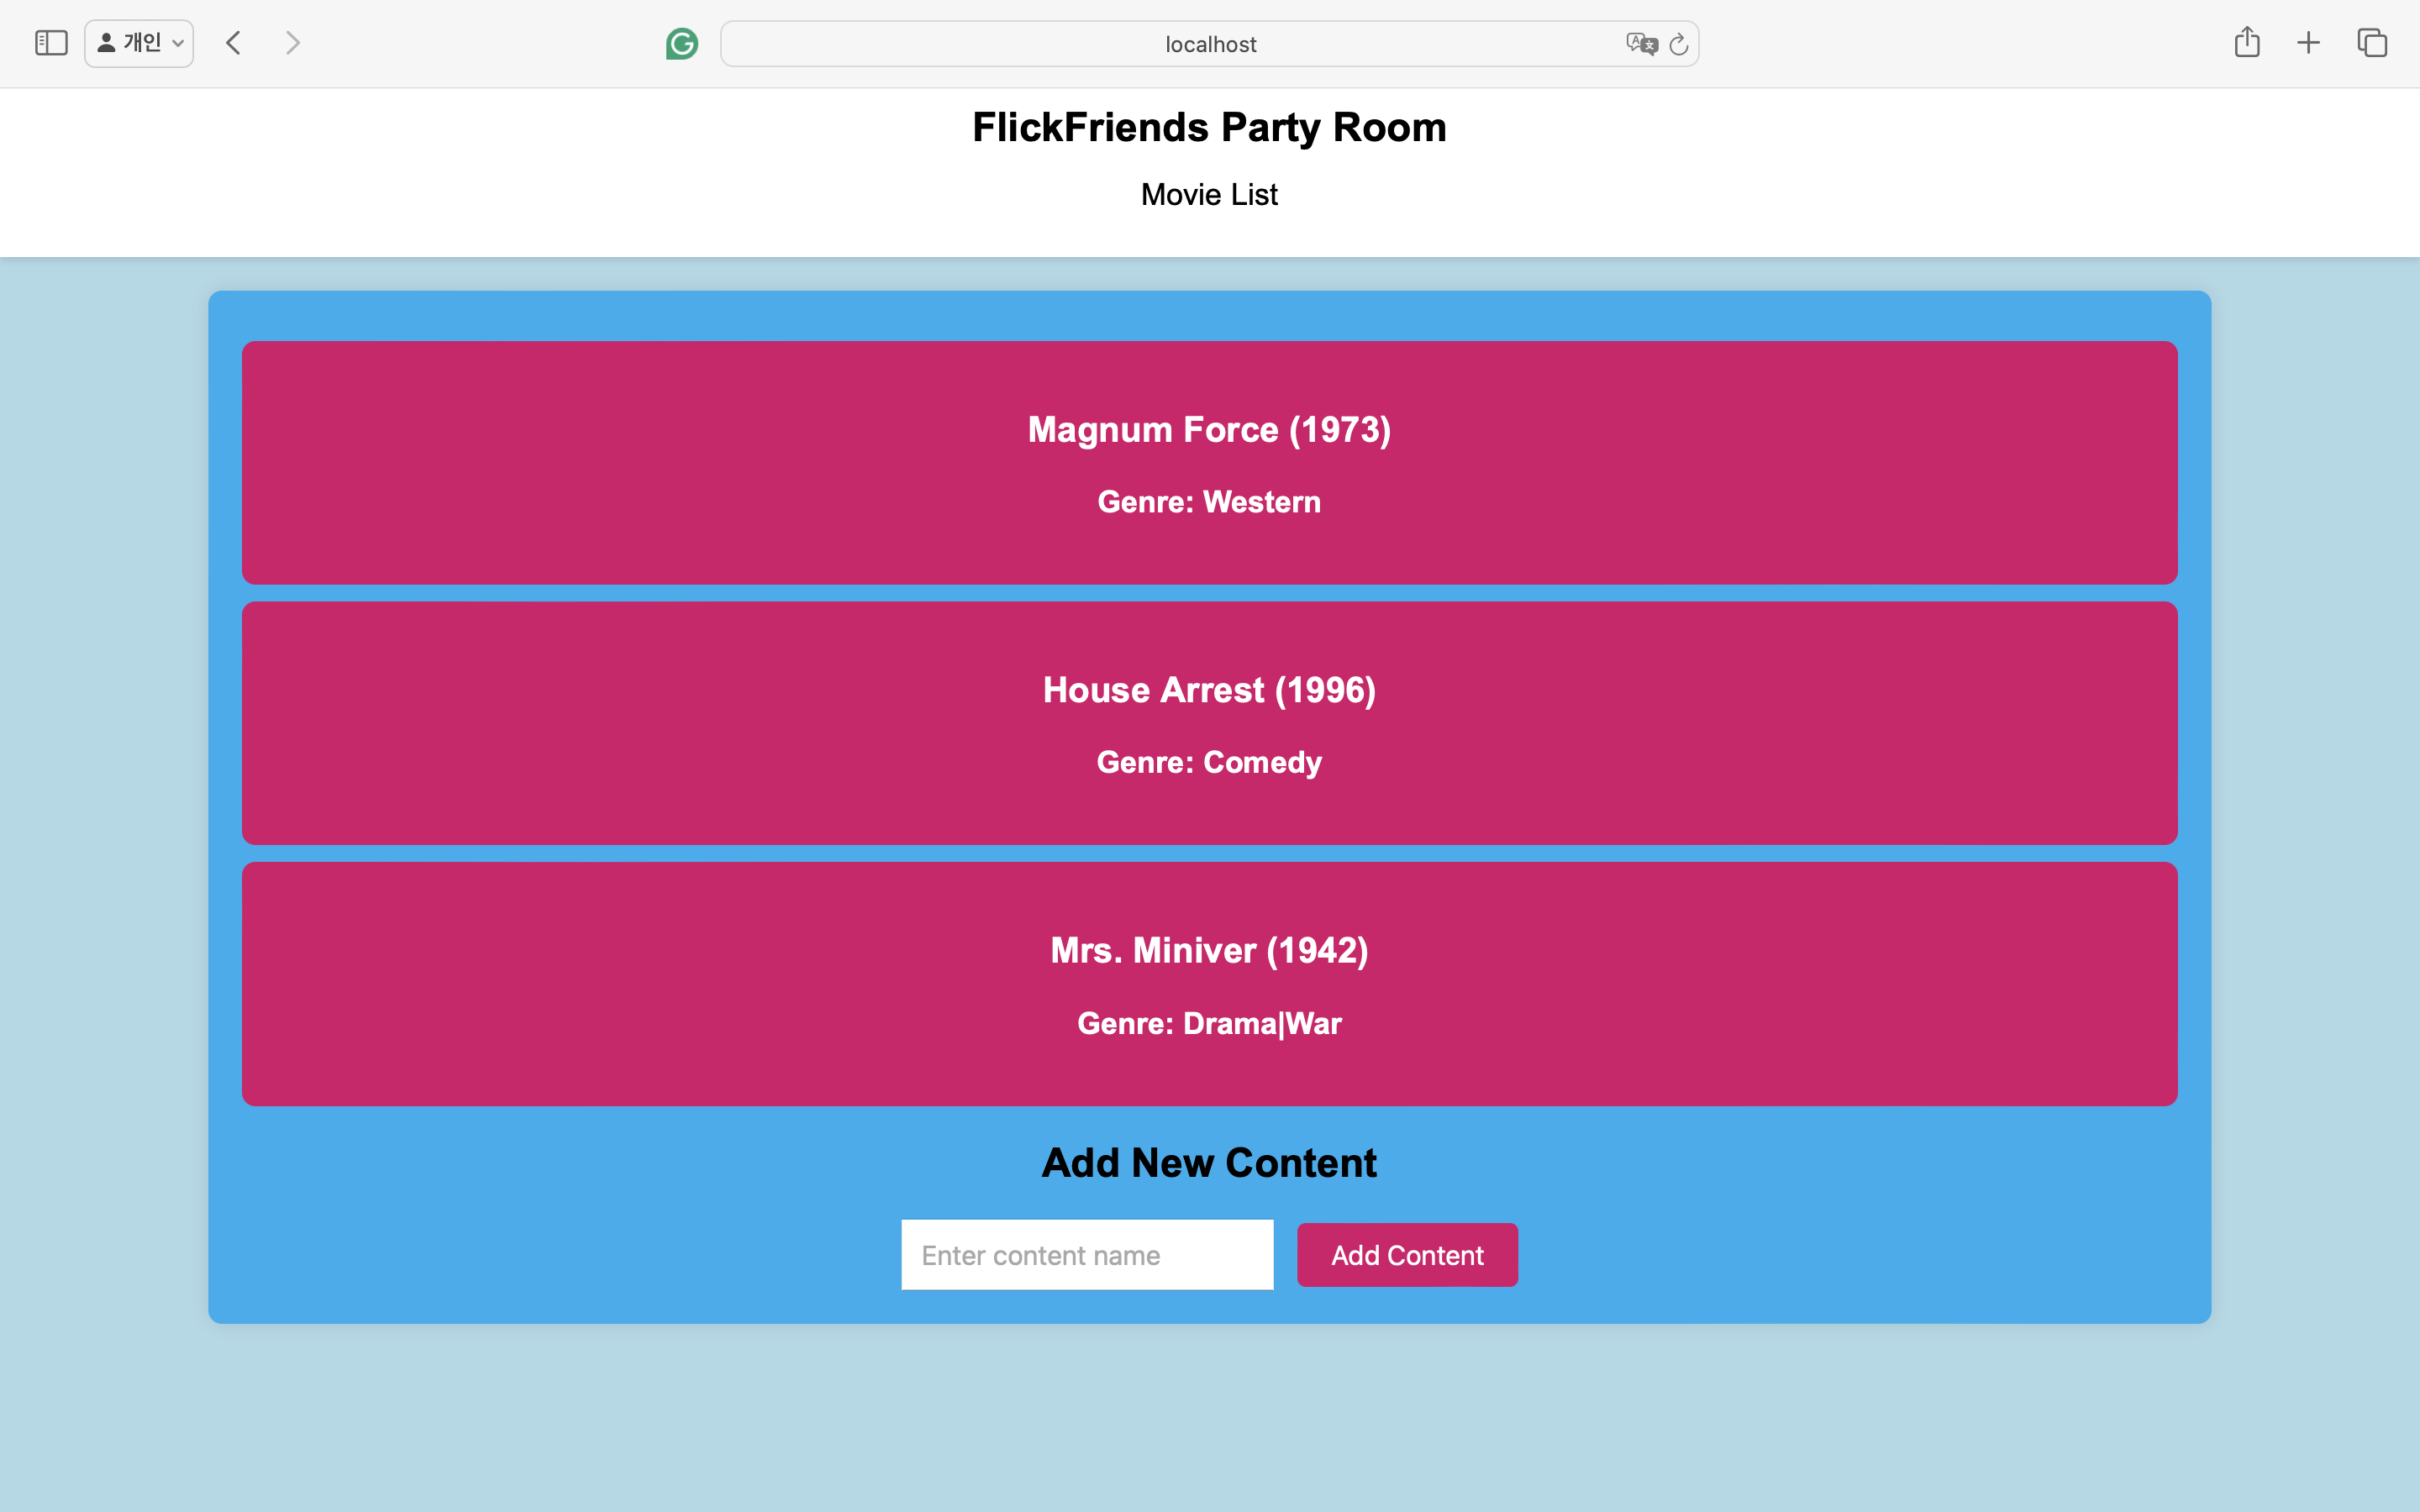 개인
localhost
FlickFriends Party Room
Movie List
Magnum Force (1973)
Genre: Western
House Arrest (1996)
Genre: Comedy
Mrs. Miniver (1942)
Genre: Drama|War
Add New Content
Enter content name
Add Content